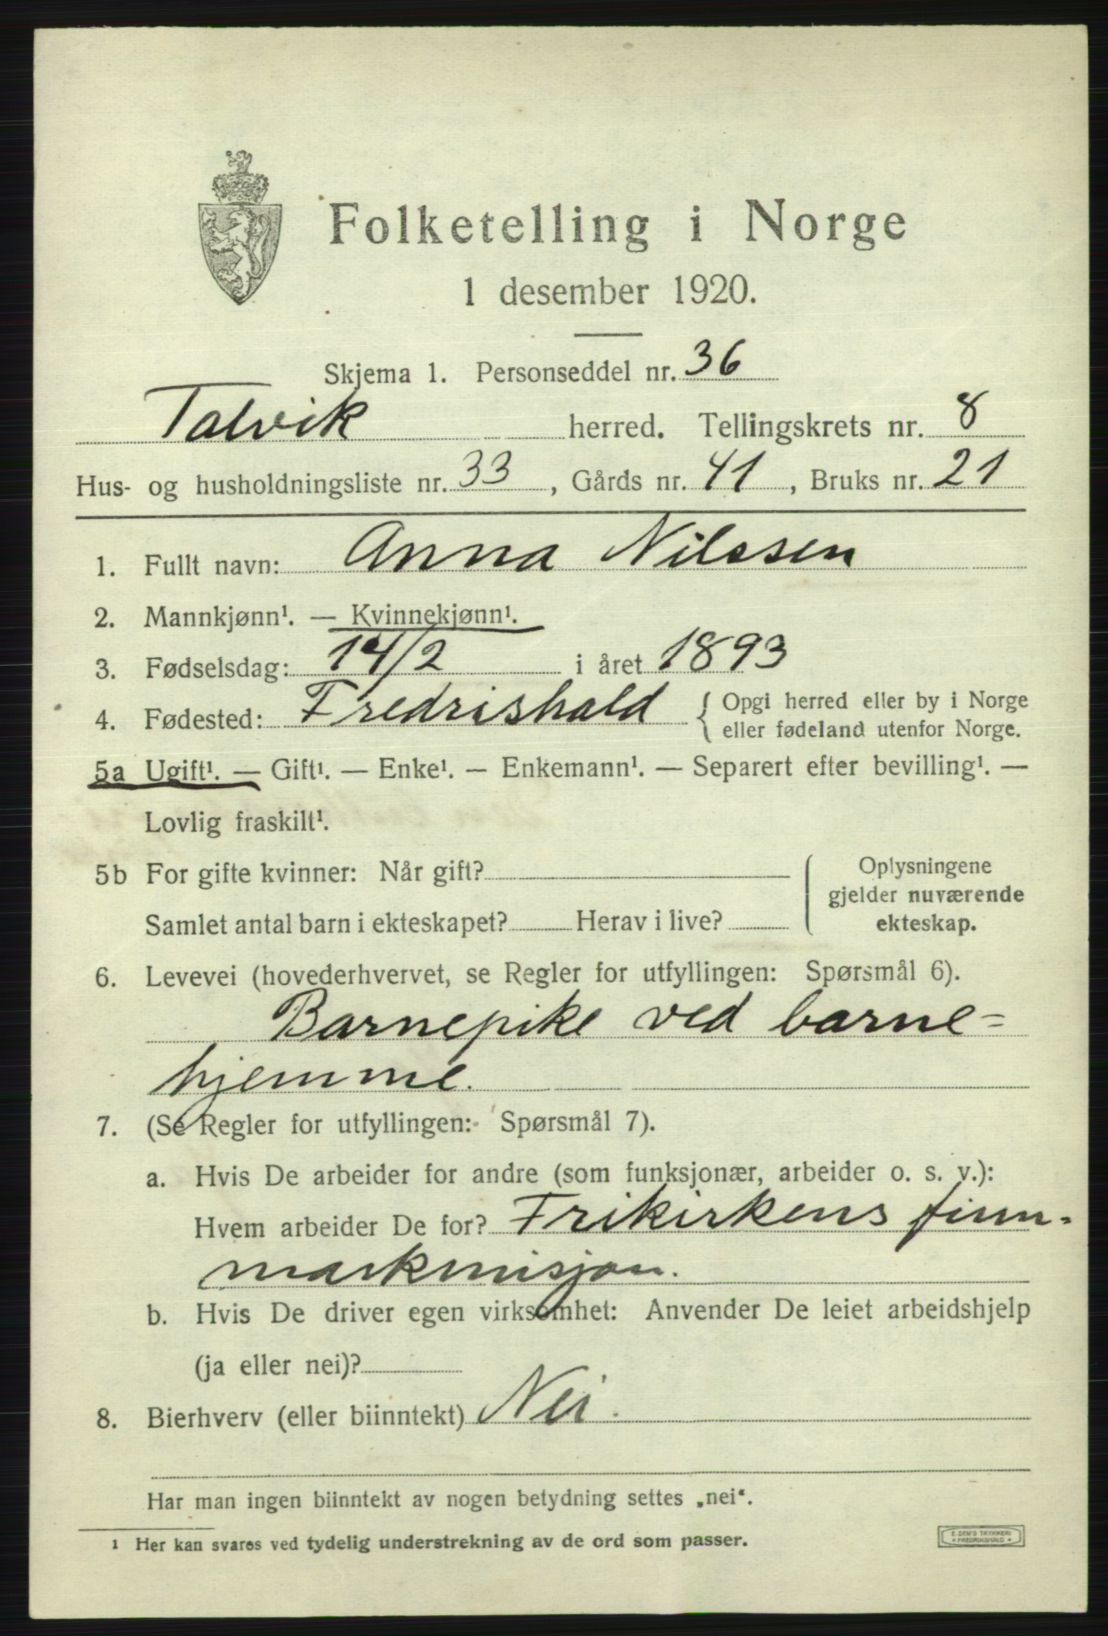 Folketelling i Norge
1 desember 1920.
Skjema 1. Personseddel nr. 36
Talvik herred. Tellingskrets nr. 8
Hus- og husholdningsliste nr. 33, Gårds nr. 41, Bruks nr. 21
1. Fullt navn: Anna Nilssen
2. Mannkjønn¹. — Kvinnekjønn¹.
3. Fødselsdag: 14/2 i året 1893
4. Fødested: Fredrishald { Opgi herred eller by i Norge
eller fødeland utenfor Norge.
5a Ugift¹. — Gift¹. — Enke¹. — Enkemann¹. — Separert efter bevilling¹. —
Lovlig fraskilt¹.
5b For gifte kvinner: Når gift?
Samlet antal barn i ekteskapet? Herav i live?
Oplysningene
gjelder nuværende
ekteskap.
6. Levevei (hovederhvervet, se Regler for utfyllingen: Spørsmål 6).
Barnepike ved barne=
hjemme.
7. (Se Regler for utfyllingen: Spørsmål 7).
a. Hvis De arbeider for andre (som funksjonær, arbeider o. s. v.):
Hvem arbeider De for? Frikirkens finn-
markmisjon.
b. Hvis De driver egen virksomhet: Anvender De leiet arbeidshjelp
(ja eller nei)?
8. Bierhverv (eller biinntekt) Nei.
Har man ingen biinntekt av nogen betydning settes „nei“.
¹ Her kan svares ved tydelig understrekning av de ord som passer.
E. SEM'S TRYKKERI
FREDRIKSHALD